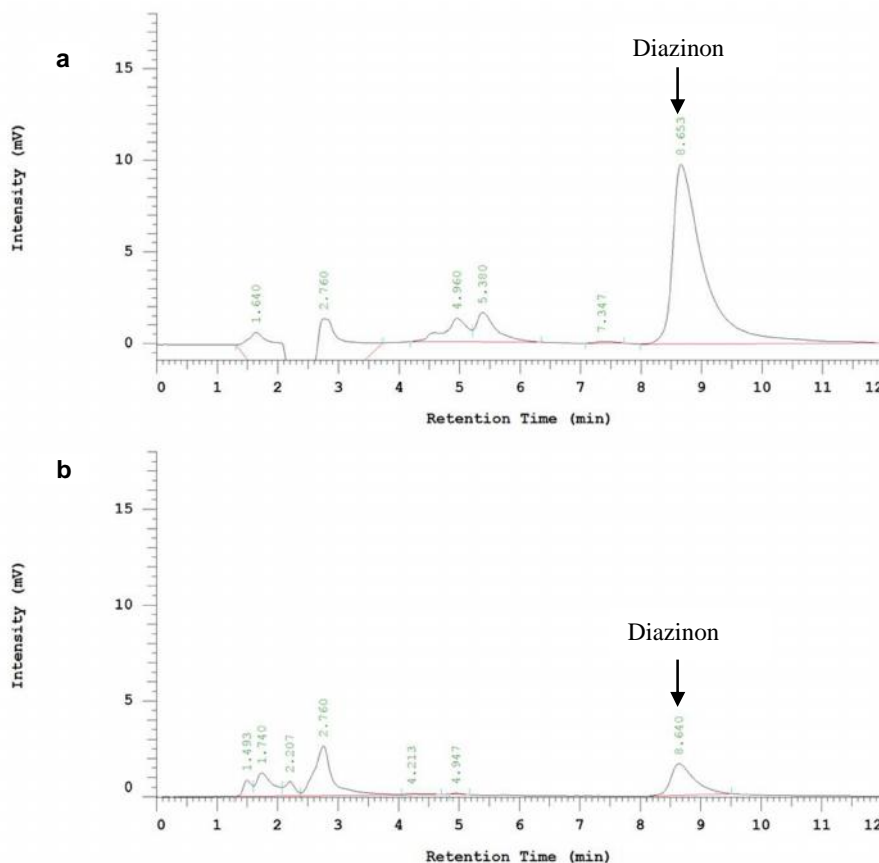 a
Diazinon
Intensity (mV)
15
10
5
0
1.640
2.760
4.960
5.380
7.347
8.653
0 1 2 3 4 5 6 7 8 9 10 11 12
Retention Time (min)
b
Diazinon
Intensity (mV)
15
10
5
0
1.493
1.740
2.207
2.760
4.213
4.947
8.640
0 1 2 3 4 5 6 7 8 9 10 11 12
Retention Time (min)